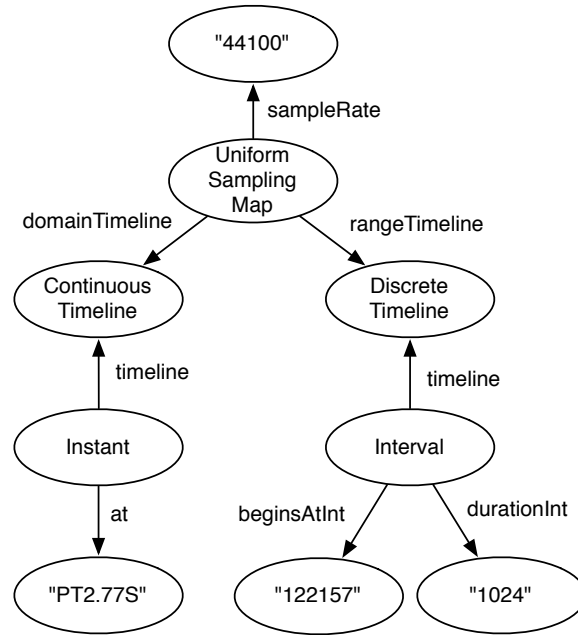 "44100"
sampleRate
Uniform
Sampling
Map
domainTimeline
rangeTimeline
Continuous
Timeline
Discrete
Timeline
timeline
timeline
Instant
Interval
at
beginsAtInt
durationInt
"PT2.77S"
"122157"
"1024"